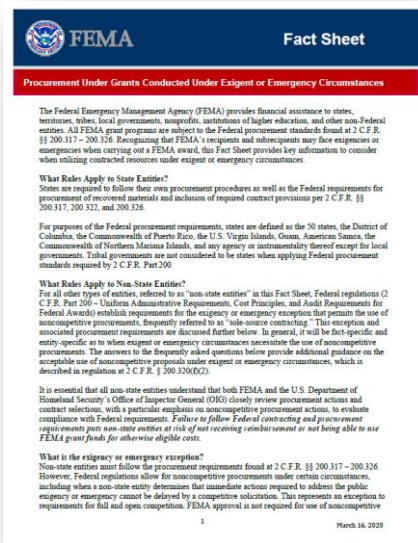 FEMA
Fact Sheet
Procurement Under Grants Conducted Under Exigent or Emergency Circumstances
The Federal Emergency Management Agency (FEMA) provides financial assistance to states,
territories, tribes, local governments, nonprofits, institutions of higher education, and other non-Federal
entities. All FEMA grant programs are subject to the Federal procurement standards found at 2 C.F.R.
§§ 200.317 – 200.326. Recognizing that FEMA's recipients and subrecipients may face exigencies or
emergencies when carrying out a FEMA award, this Fact Sheet provides key information to consider
when utilizing contracted resources under exigent or emergency circumstances.
What Rules Apply to State Entities?
States are required to follow their own procurement procedures as well as the Federal requirements for
procurement of recovered materials and inclusion of required contract provisions per 2 C.F.R. §§
200.317, 200.322, and 200.326.
For purposes of the Federal procurement requirements, states are defined as the 50 states, the District of
Columbia, the Commonwealth of Puerto Rico, the U.S. Virgin Islands, Guam, American Samoa, the
Commonwealth of Northern Mariana Islands, and any agency or instrumentality thereof except for local
governments. Tribal governments are not considered to be states when applying Federal procurement
standards required by 2 C.F.R. Part 200.
What Rules Apply to Non-State Entities?
For all other types of entities, referred to as "non-state entities" in this Fact Sheet, Federal regulations (2
C.F.R. Part 200 – Uniform Administrative Requirements, Cost Principles, and Audit Requirements for
Federal Awards) establish requirements for the exigency or emergency exception that permits the use of
noncompetitive procurements, frequently referred to as "sole-source contracting." This exception and
associated procurement requirements are discussed further below. In general, it will be fact-specific and
entity-specific as to when exigent or emergency circumstances necessitate the use of noncompetitive
procurements. The answers to the frequently asked questions below provide additional guidance on the
acceptable use of noncompetitive proposals under exigent or emergency circumstances, which is
described in regulation at 2 C.F.R. § 200.320(f)(2).
It is essential that all non-state entities understand that both FEMA and the U.S. Department of
Homeland Security's Office of Inspector General (OIG) closely review procurement actions and
contract selections, with a particular emphasis on noncompetitive procurement actions, to evaluate
compliance with Federal requirements. Failure to follow Federal contracting and procurement
requirements puts non-state entities at risk of not receiving reimbursement or not being able to use
FEMA grant funds for otherwise eligible costs.
What is the exigency or emergency exception?
Non-state entities must follow the procurement requirements found at 2 C.F.R. §§ 200.317 – 200.326.
However, Federal regulations allow for noncompetitive procurements under certain circumstances,
including when a non-state entity determines that immediate actions required to address the public
exigency or emergency cannot be delayed by a competitive solicitation. This represents an exception to
requirements for full and open competition. FEMA approval is not required for use of noncompetitive
1
March 16, 2020